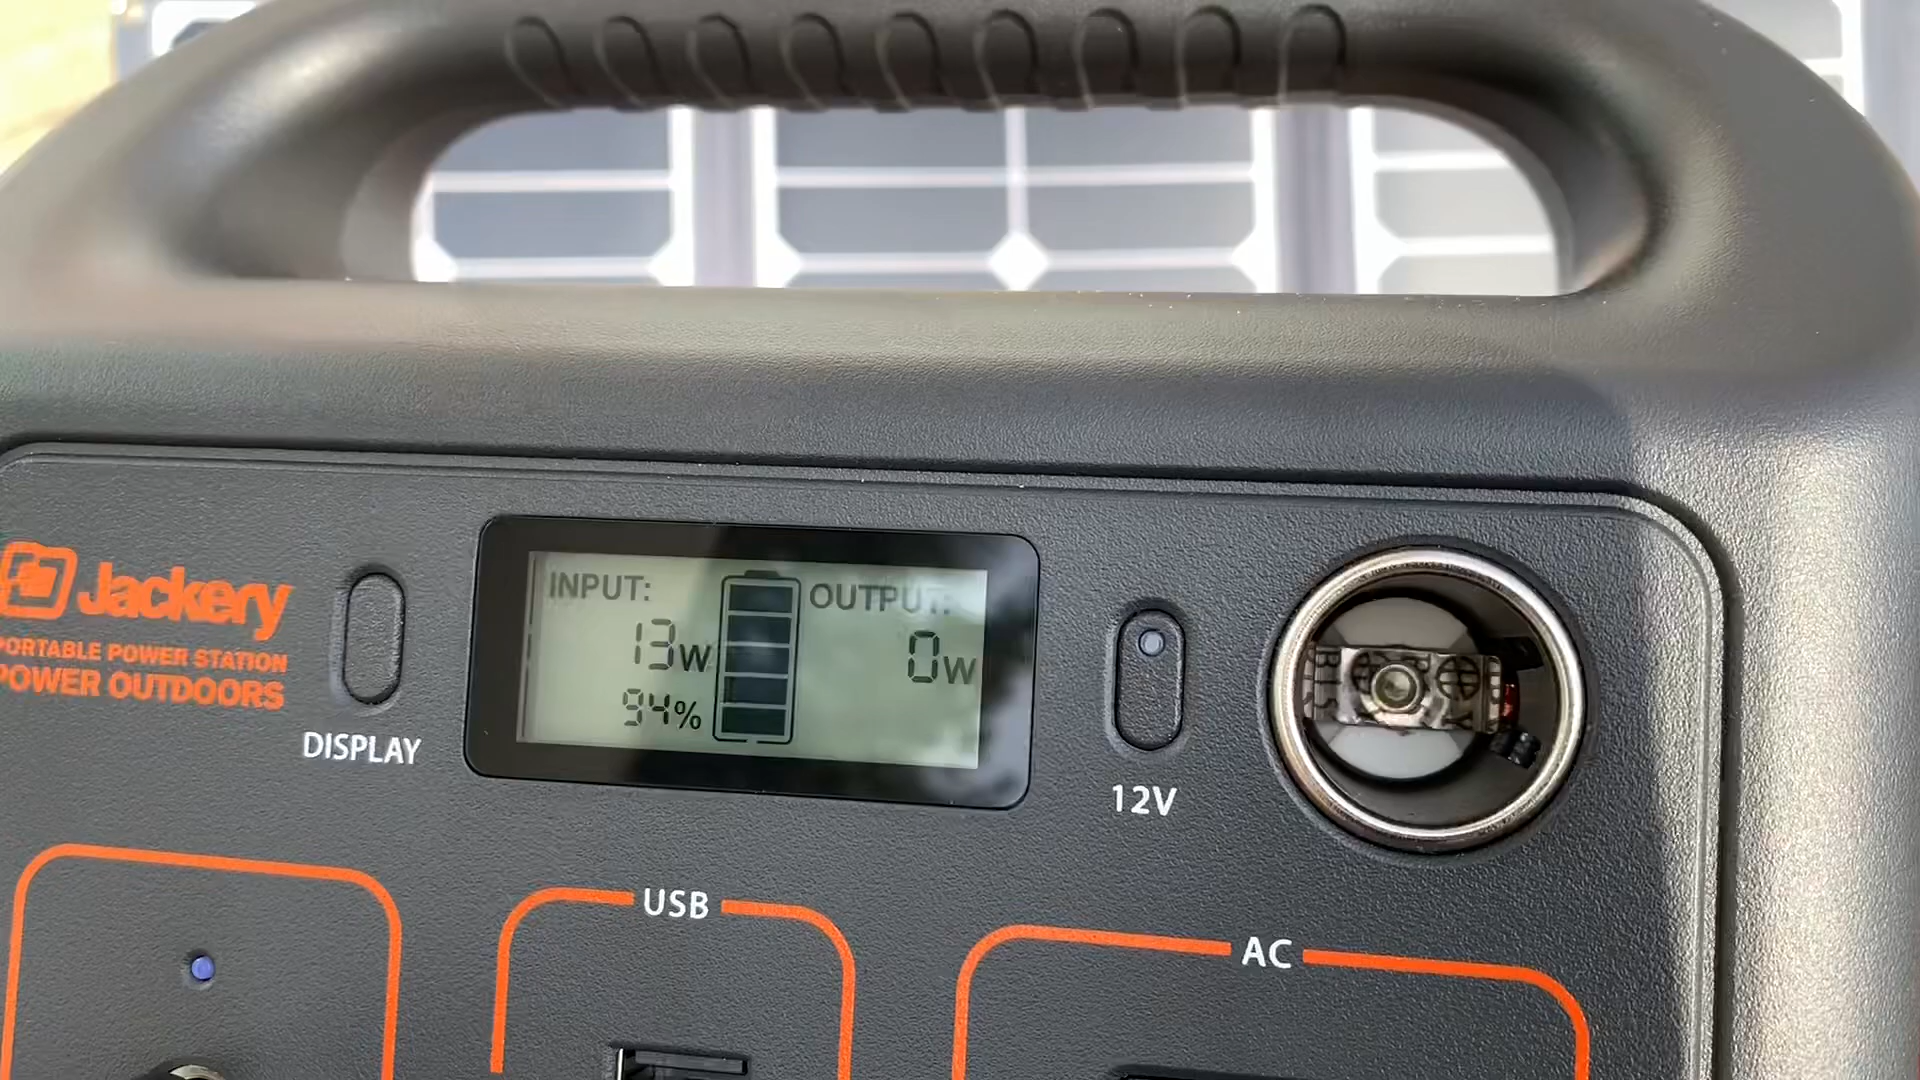 Jackery
PORTABLE POWER STATION
POWER OUTDOORS
DISPLAY
INPUT:
13W
94%
OUTPUT:
0W
12V
USB
AC